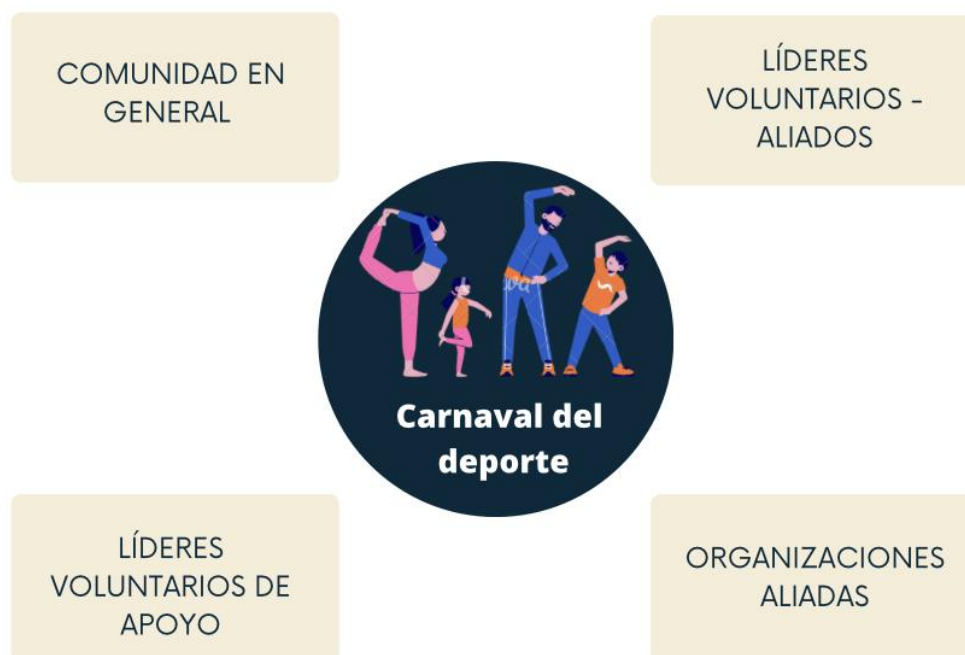 COMUNIDAD EN
GENERAL
LÍDERES
VOLUNTARIOS -
ALIADOS
Carnaval del
deporte
LÍDERES
VOLUNTARIOS DE
APOYO
ORGANIZACIONES
ALIADAS